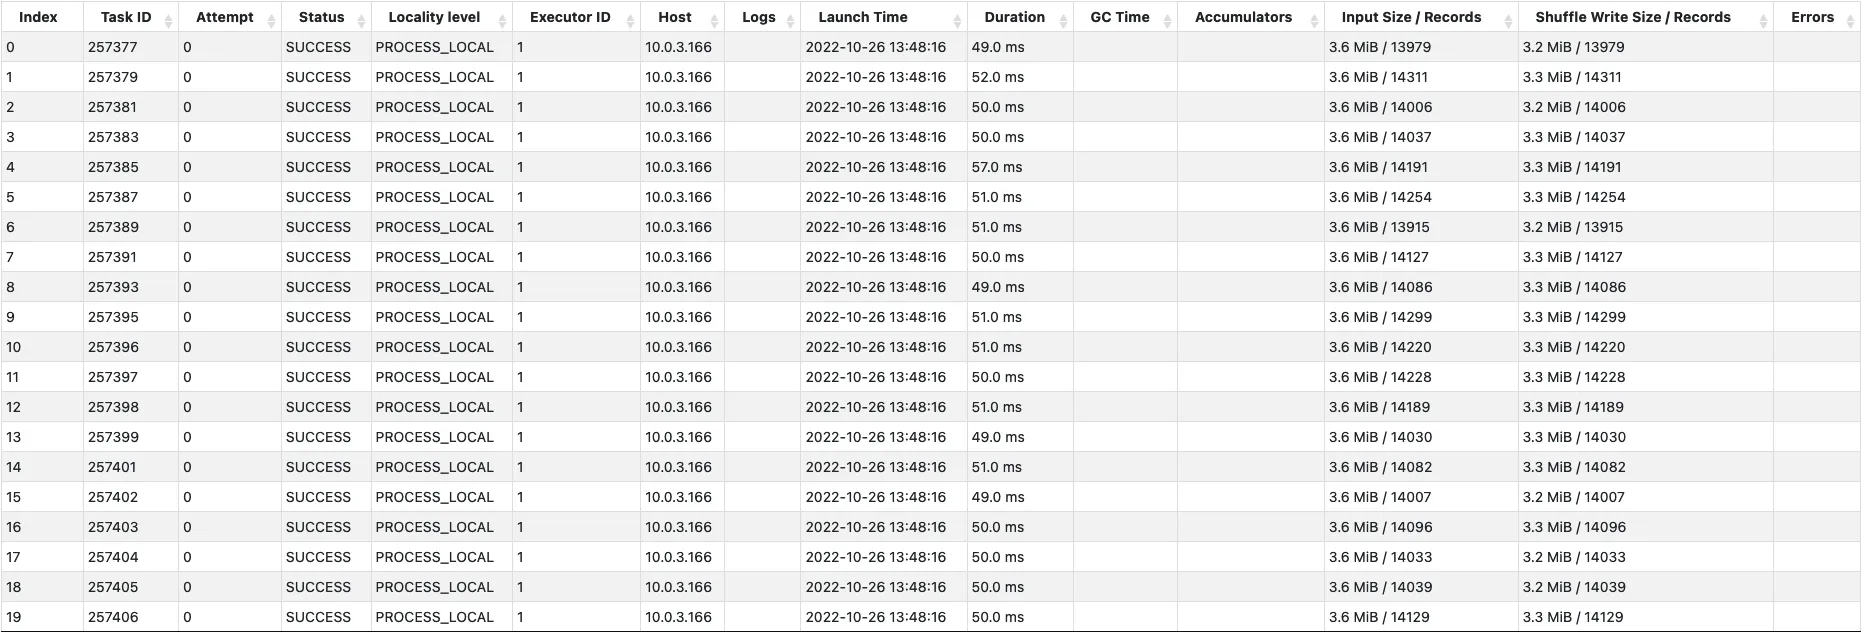 Index Task ID Attempt Status Locality level Executor ID Host Logs Launch Time Duration GC Time Accumulators Input Size / Records Shuffle Write Size / Records Errors
0 257377 0 SUCCESS PROCESS_LOCAL 1 10.0.3.166 2022-10-26 13:48:16 49.0 ms 3.6 MiB / 13979 3.2 MiB / 13979
1 257379 0 SUCCESS PROCESS_LOCAL 1 10.0.3.166 2022-10-26 13:48:16 52.0 ms 3.6 MiB / 14311 3.3 MiB / 14311
2 257381 0 SUCCESS PROCESS_LOCAL 1 10.0.3.166 2022-10-26 13:48:16 50.0 ms 3.6 MiB / 14006 3.2 MiB / 14006
3 257383 0 SUCCESS PROCESS_LOCAL 1 10.0.3.166 2022-10-26 13:48:16 50.0 ms 3.6 MiB / 14037 3.3 MiB / 14037
4 257385 0 SUCCESS PROCESS_LOCAL 1 10.0.3.166 2022-10-26 13:48:16 57.0 ms 3.6 MiB / 14191 3.3 MiB / 14191
5 257387 0 SUCCESS PROCESS_LOCAL 1 10.0.3.166 2022-10-26 13:48:16 51.0 ms 3.6 MiB / 14254 3.3 MiB / 14254
6 257389 0 SUCCESS PROCESS_LOCAL 1 10.0.3.166 2022-10-26 13:48:16 51.0 ms 3.6 MiB / 13915 3.2 MiB / 13915
7 257391 0 SUCCESS PROCESS_LOCAL 1 10.0.3.166 2022-10-26 13:48:16 50.0 ms 3.6 MiB / 14127 3.3 MiB / 14127
8 257393 0 SUCCESS PROCESS_LOCAL 1 10.0.3.166 2022-10-26 13:48:16 49.0 ms 3.6 MiB / 14086 3.3 MiB / 14086
9 257395 0 SUCCESS PROCESS_LOCAL 1 10.0.3.166 2022-10-26 13:48:16 51.0 ms 3.6 MiB / 14299 3.3 MiB / 14299
10 257396 0 SUCCESS PROCESS_LOCAL 1 10.0.3.166 2022-10-26 13:48:16 51.0 ms 3.6 MiB / 14220 3.3 MiB / 14220
11 257397 0 SUCCESS PROCESS_LOCAL 1 10.0.3.166 2022-10-26 13:48:16 50.0 ms 3.6 MiB / 14228 3.3 MiB / 14228
12 257398 0 SUCCESS PROCESS_LOCAL 1 10.0.3.166 2022-10-26 13:48:16 51.0 ms 3.6 MiB / 14189 3.3 MiB / 14189
13 257399 0 SUCCESS PROCESS_LOCAL 1 10.0.3.166 2022-10-26 13:48:16 49.0 ms 3.6 MiB / 14030 3.3 MiB / 14030
14 257401 0 SUCCESS PROCESS_LOCAL 1 10.0.3.166 2022-10-26 13:48:16 51.0 ms 3.6 MiB / 14082 3.3 MiB / 14082
15 257402 0 SUCCESS PROCESS_LOCAL 1 10.0.3.166 2022-10-26 13:48:16 49.0 ms 3.6 MiB / 14007 3.2 MiB / 14007
16 257403 0 SUCCESS PROCESS_LOCAL 1 10.0.3.166 2022-10-26 13:48:16 50.0 ms 3.6 MiB / 14096 3.3 MiB / 14096
17 257404 0 SUCCESS PROCESS_LOCAL 1 10.0.3.166 2022-10-26 13:48:16 50.0 ms 3.6 MiB / 14033 3.2 MiB / 14033
18 257405 0 SUCCESS PROCESS_LOCAL 1 10.0.3.166 2022-10-26 13:48:16 50.0 ms 3.6 MiB / 14039 3.2 MiB / 14039
19 257406 0 SUCCESS PROCESS_LOCAL 1 10.0.3.166 2022-10-26 13:48:16 50.0 ms 3.6 MiB / 14129 3.3 MiB / 14129